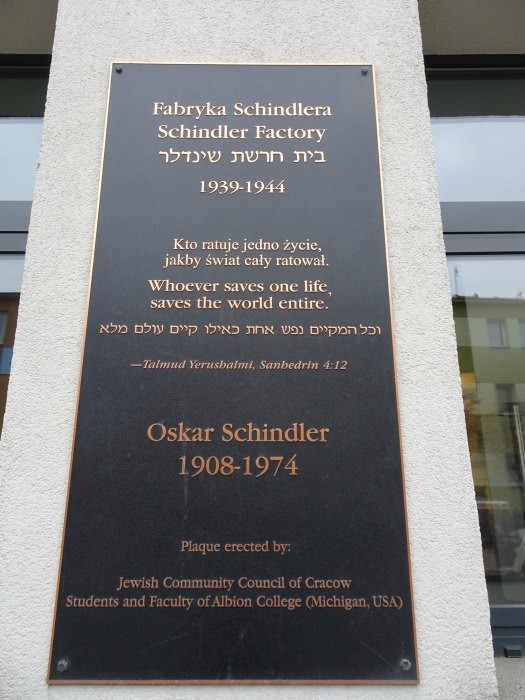 Fabryka Schindlera
Schindler Factory
בית חרשת שינדלר
1939-1944
Kto ratuje jedno życie,
jakby świat cały ratował.
Whoever saves one life,
saves the world entire.
וכל המקיים נפש אחת כאילו קיים עולם מלא
—Talmud Yerushalmi, Sanhedrin 4:12
Oskar Schindler
1908-1974
Plaque erected by:
Jewish Community Council of Cracow
Students and Faculty of Albion College (Michigan, USA)